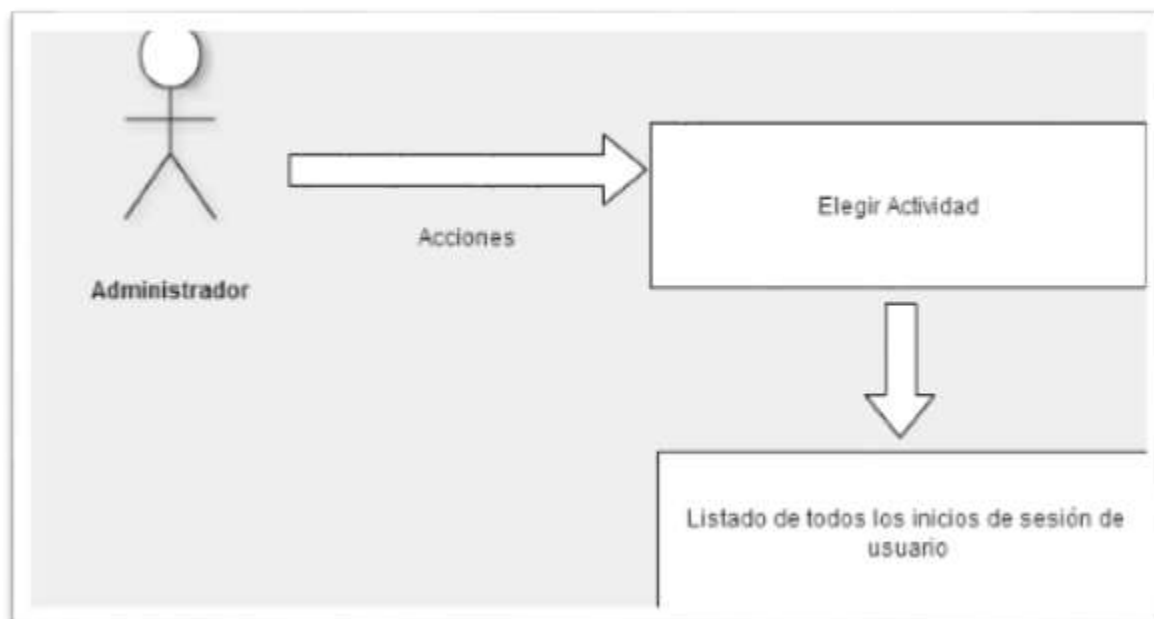 Elegir Actividad
Acciones
Administrador
Listado de todos los inicios de sesión de
usuario